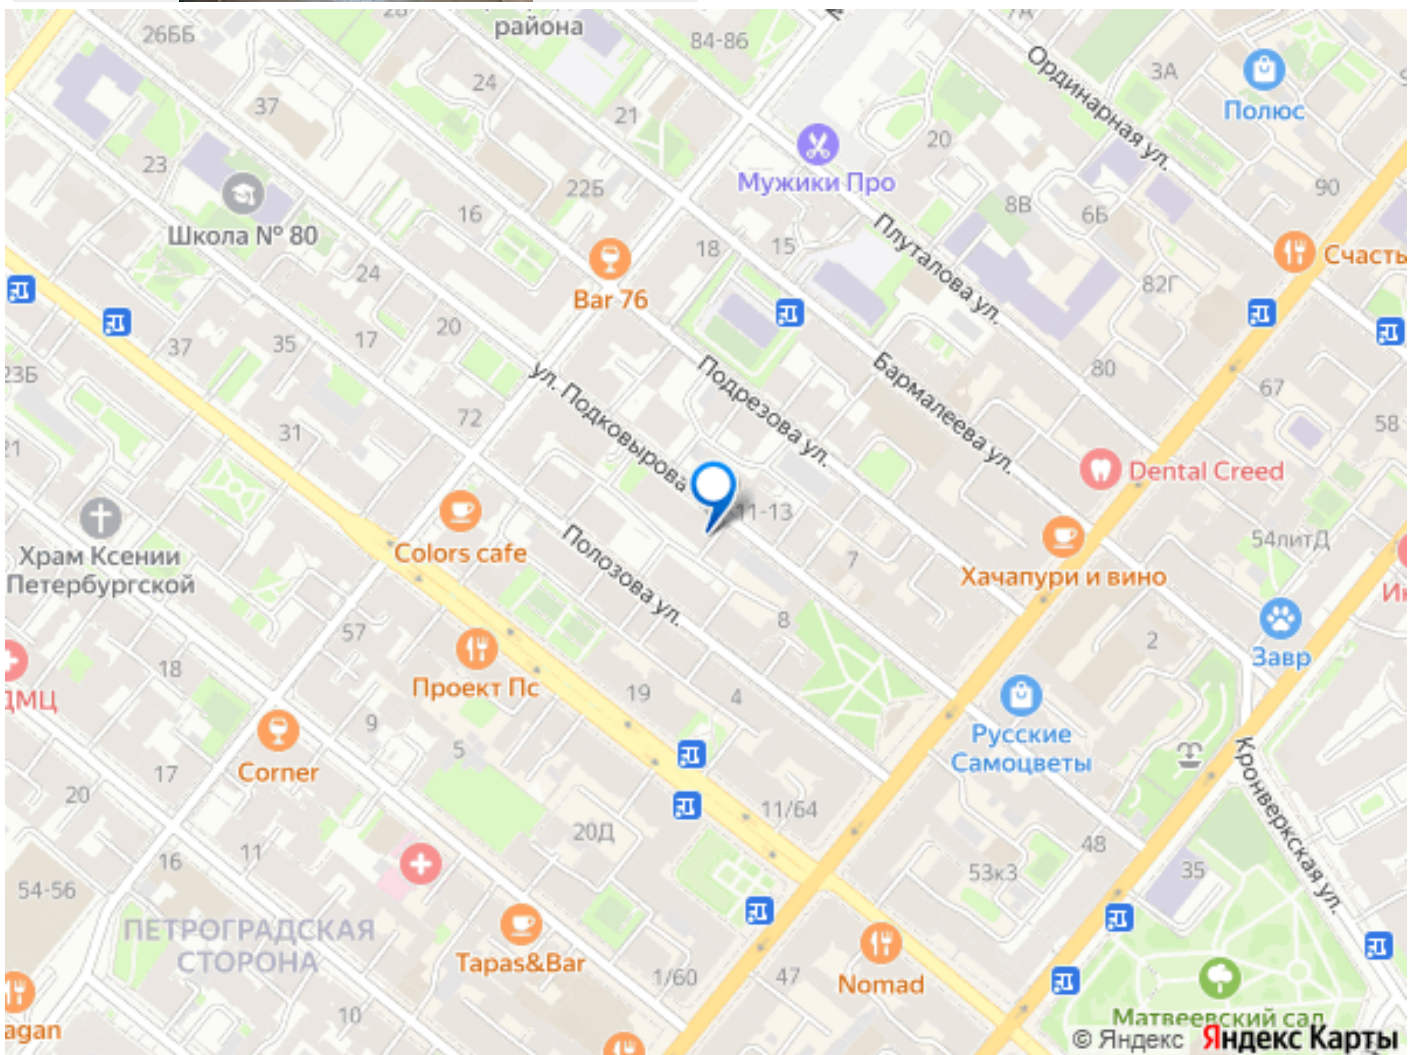 района
26ББ
28
84-86
Ординарная ул.
3А
Полюс
24
37
21
20
Мужики Про
23
22Б
90
16
8В
6Б
Школа № 80
18
15
Плуталова ул.
Счасть
24
Bar 76
82Г
20
17
35
37
23Б
ул. Подковырова
Подрезова ул.
Бармалеева ул.
80
67
58
72
31
21
Dental Creed
11-13
54литД
Colors cafe
Полозова ул.
7
Хачапури и вино
Храм Ксении
Петербургской
57
8
2
Завр
18
ДМЦ
Проект Пс
19
4
Русские
Самоцветы
Кронверкская ул.
9
5
Corner
17
20
11/64
20Д
11
16
48
53к3
35
54-56
ПЕТРОГРАДСКАЯ
СТОРОНА
Tapas&Bar
1/60
47
Nomad
10
agan
Матвеевский сад
© Яндекс Яндекс Карты